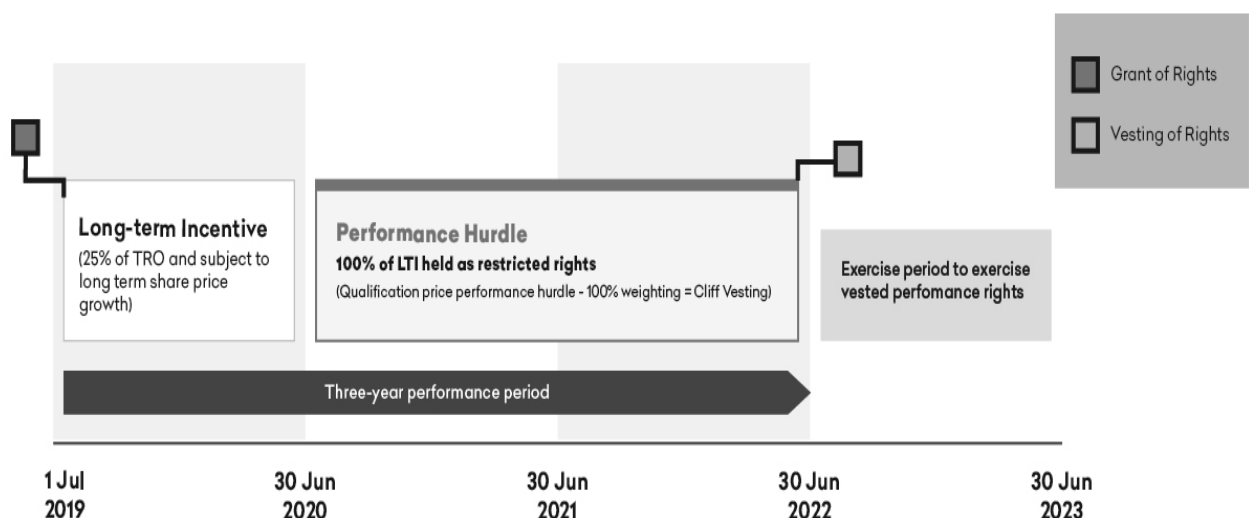 Grant of Rights
Vesting of Rights
Long-term Incentive
(25% of TRO and subject to
long term share price
growth)
Performance Hurdle
100% of LTI held as restricted rights
(Qualification price performance hurdle - 100% weighting = Cliff Vesting)
Exercise period to exercise
vested perfomance rights
Three-year performance period
1 Jul
2019
30 Jun
2020
30 Jun
2021
30 Jun
2022
30 Jun
2023